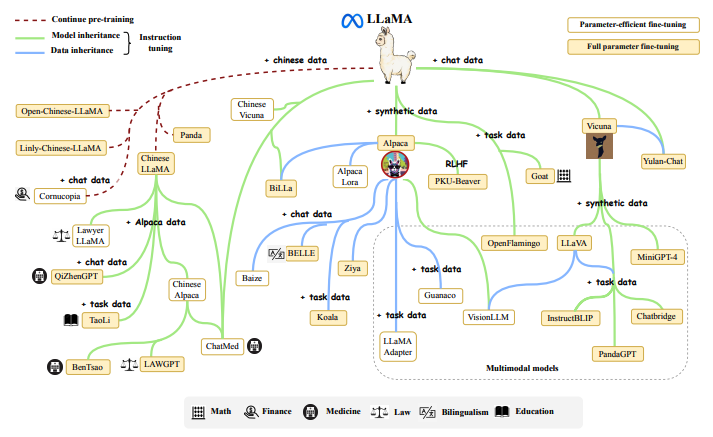 Continue pre-training
Model inheritance
Data inheritance
Instruction
tuning
LLaMA
Parameter-efficient fine-tuning
Full parameter fine-tuning
+ chinese data
+ chat data
Open-Chinese-LLaMA
Linly-Chinese-LLaMA
Panda
Chinese
LLaMA
Chinese
Vicuna
+ synthetic data
Alpaca
+ task data
Vicuna
Yulan-Chat
+ chat data
Cornucopia
BiLLa
Alpaca
Lora
RLHF
PKU-Beaver
Goat
+ synthetic data
Lawyer
LLaMA
+ Alpaca data
+ chat data
BELLE
OpenFlamingo
LLaVA
MiniGPT-4
+ chat data
QiZhenGPT
Baize
Ziya
+ task data
Guanaco
+ task data
Chinese
Alpaca
+ task data
TaoLi
+ task data
Koala
+ task data
VisionLLM
InstructBLIP
Chatbridge
ChatMed
LLaMA
Adapter
PandaGPT
BenTsao
LAWGPT
Multimodal models
Math
Finance
Medicine
Law
Bilingualism
Education